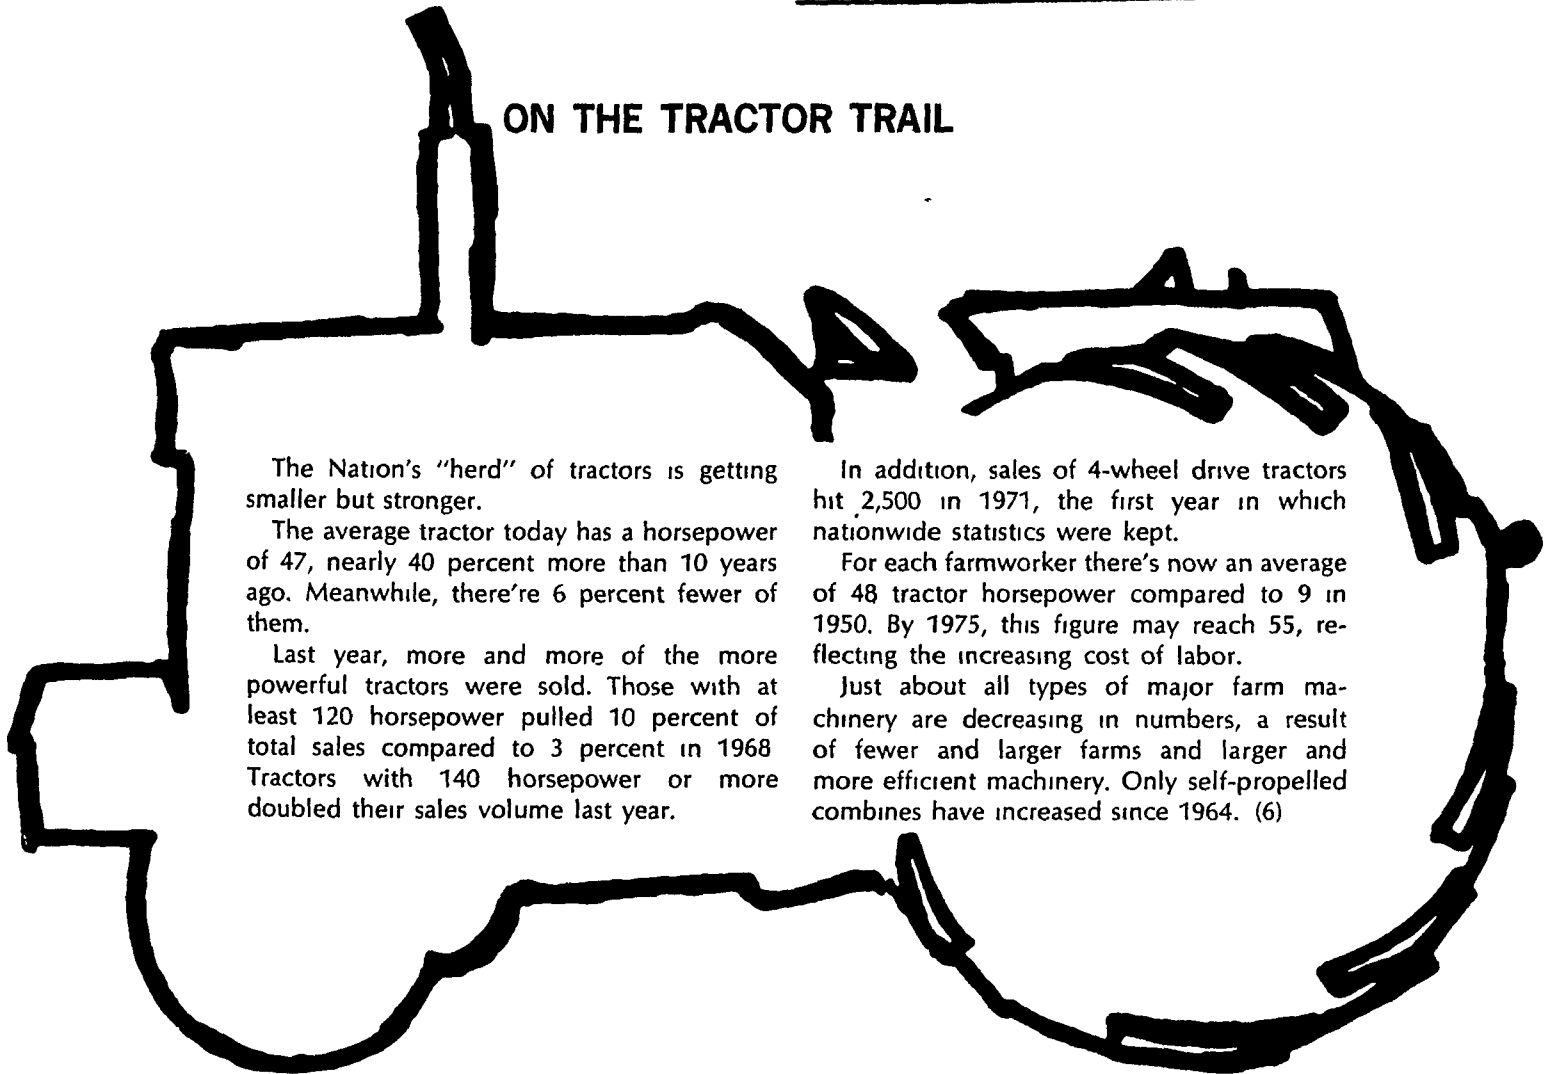 ON THE TRACTOR TRAIL
The Nation's "herd" of tractors is getting
smaller but stronger.
The average tractor today has a horsepower
of 47, nearly 40 percent more than 10 years
ago. Meanwhile, there're 6 percent fewer of
them.
Last year, more and more of the more
powerful tractors were sold. Those with at
least 120 horsepower pulled 10 percent of
total sales compared to 3 percent in 1968
Tractors with 140 horsepower or more
doubled their sales volume last year.
In addition, sales of 4-wheel drive tractors
hit 2,500 in 1971, the first year in which
nationwide statistics were kept.
For each farmworker there's now an average
of 48 tractor horsepower compared to 9 in
1950. By 1975, this figure may reach 55, re-
flecting the increasing cost of labor.
Just about all types of major farm ma-
chinery are decreasing in numbers, a result
of fewer and larger farms and larger and
more efficient machinery. Only self-propelled
combines have increased since 1964. (6)